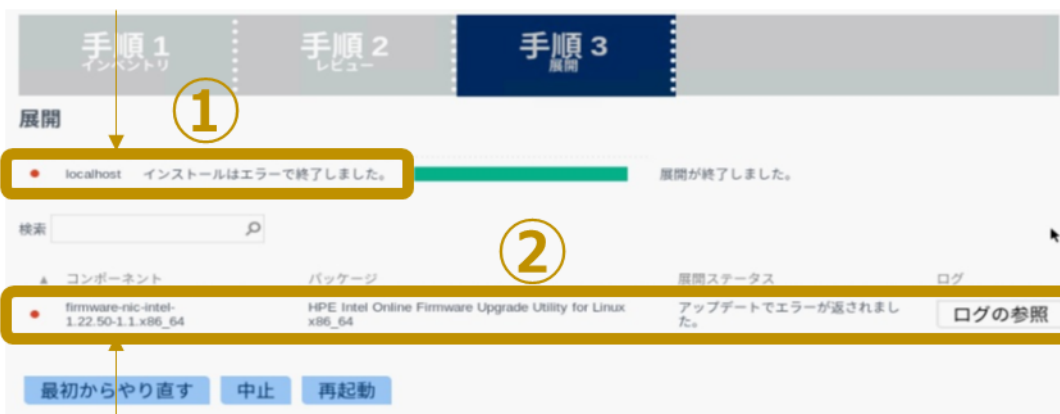 手順 1
インベントリ
手順 2
レビュー
手順 3
展開
展開
①
localhost インストールはエラーで終了しました。 展開が終了しました。
検索
②
▲ コンポーネント パッケージ 展開ステータス ログ
firmware-nic-intel-
1.22.50-1.1.x86_64
HPE Intel Online Firmware Upgrade Utility for Linux
x86_64
アップデートでエラーが返されまし
た。
ログの参照
最初からやり直す 中止 再起動